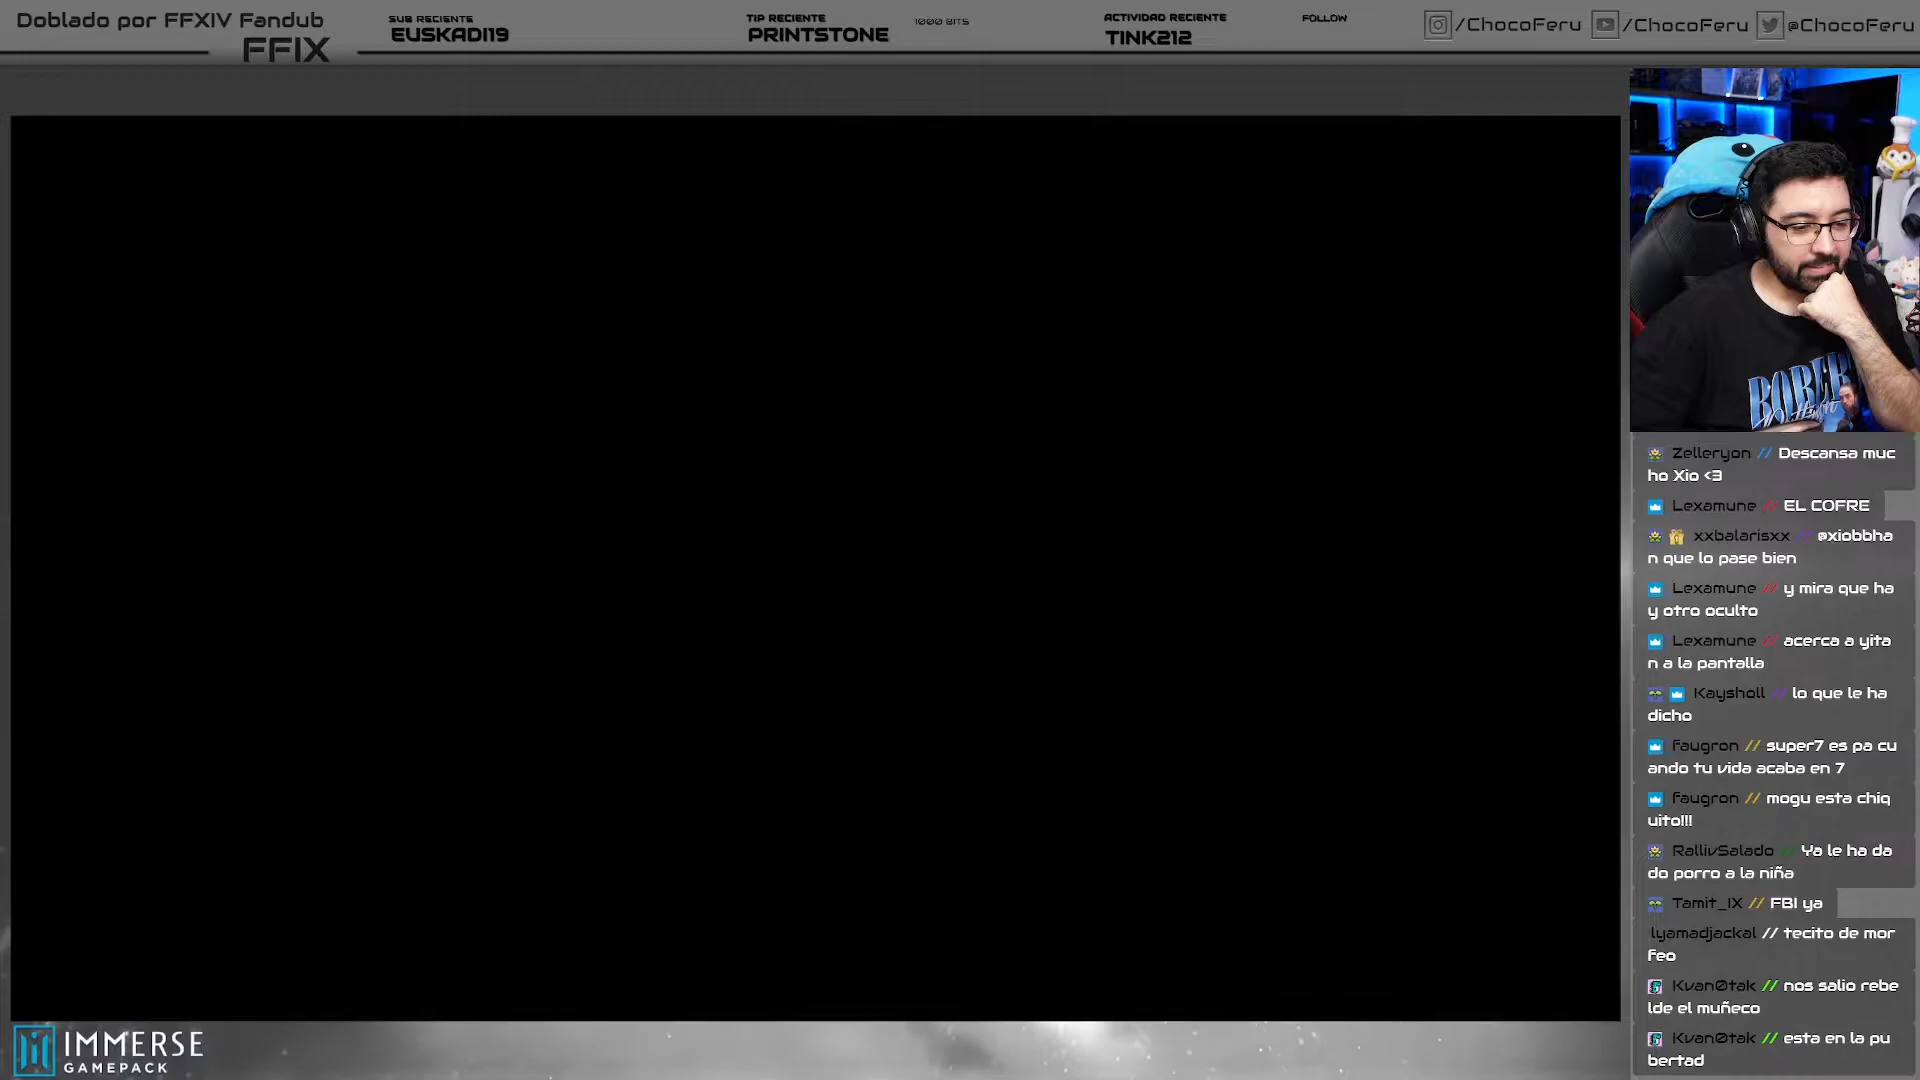 Doblado por FFXIV Fandub
FFIX
SUB RECIENTE
EUSKADI19
TIP RECIENTE
PRINTSTONE
1000 BITS
ACTIVIDAD RECIENTE
TINK212
FOLLOW
/ChocoFeru
/ChocoFeru
@ChocoFeru
Zelleryon // Descansa muc
ho Xio <3
Lexamune // EL COFRE
xxbalarisxx // @xiobbha
n que lo pase bien
Lexamune // y mira que ha
y otro oculto
Lexamune // acerca a yita
n a la pantalla
Kaysholl // lo que le ha
dicho
faugron // super7 es pa cu
ando tu vida acaba en 7
faugron // mogu esta chiq
uito!!!
RallivSalado // Ya le ha da
do porro a la niña
Tamit_IX // FBI ya
lyamadjackal // tecito de mor
feo
Kvan0tak // nos salio rebe
lde el muñeco
Kvan0tak // esta en la pu
bertad
IMMERSE
GAMEPACK